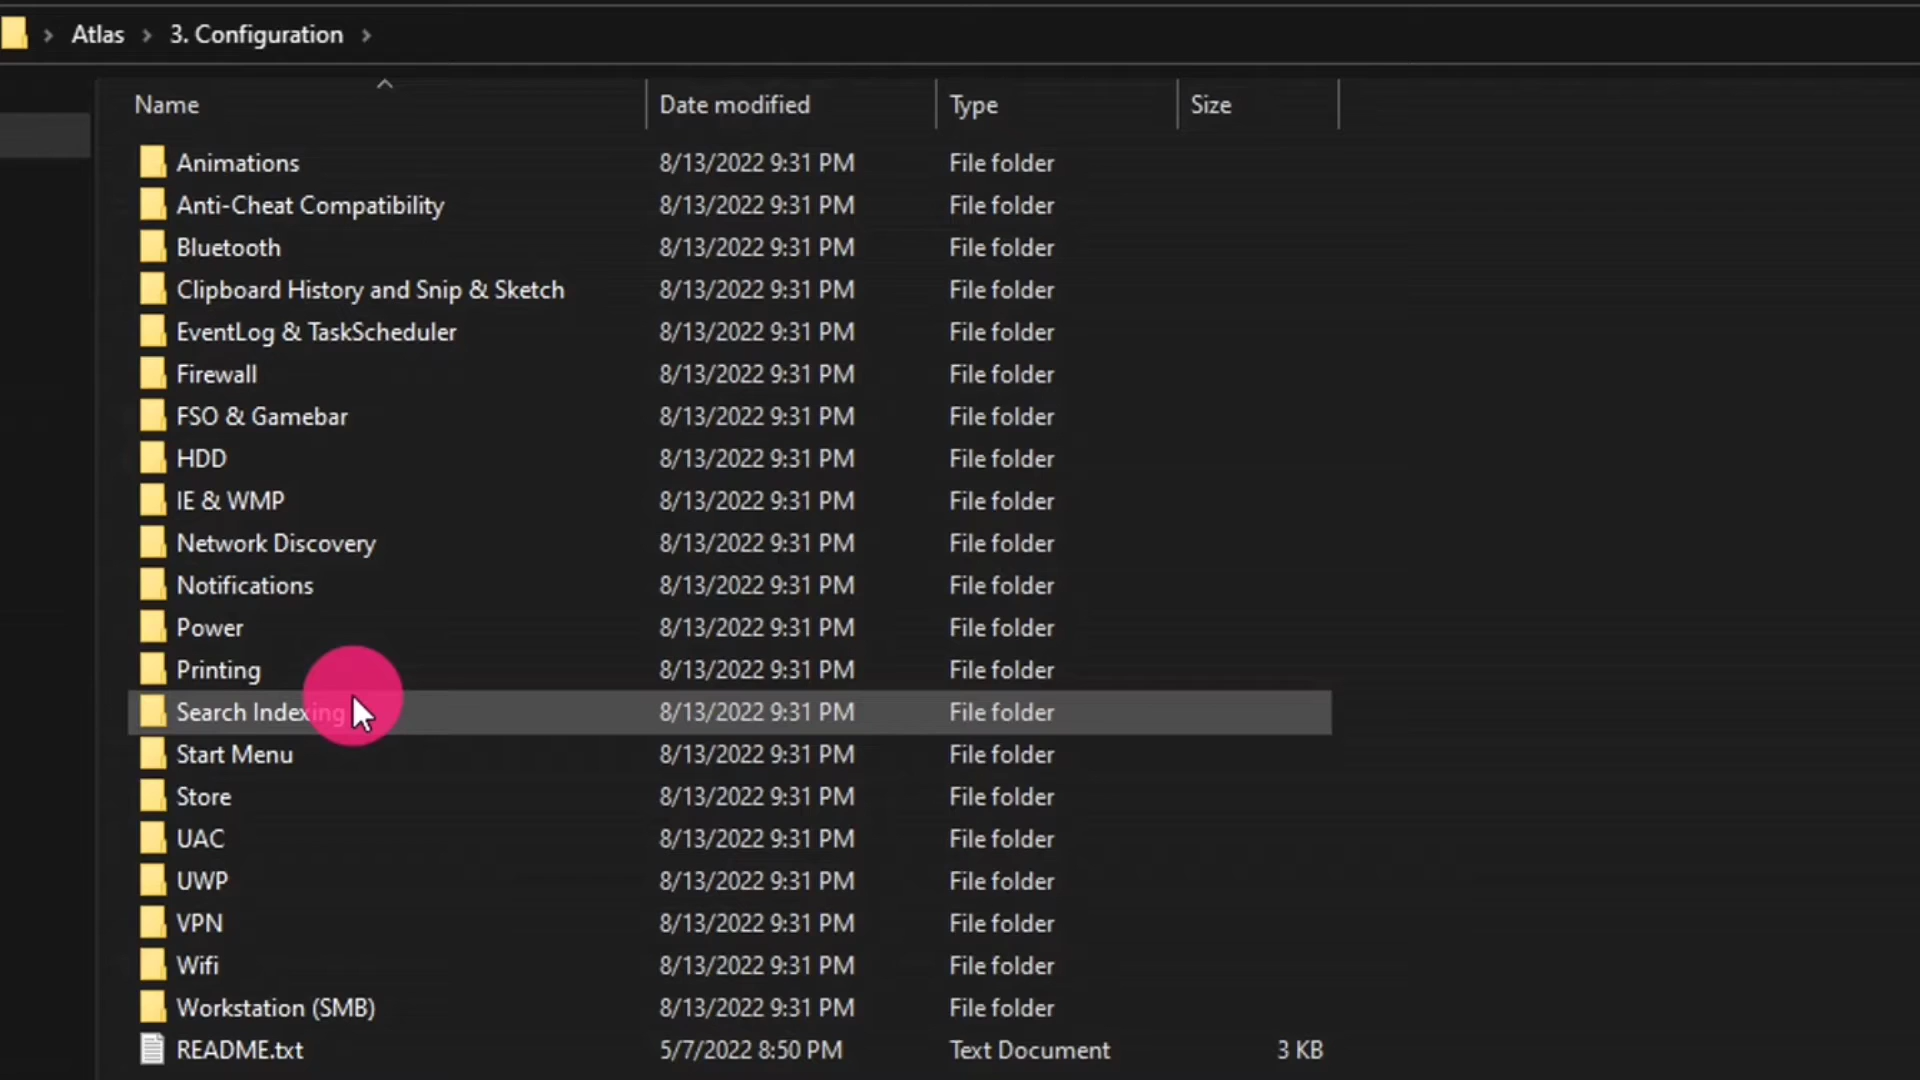 Atlas > 3. Configuration >
Name Date modified Type Size
Animations 8/13/2022 9:31 PM File folder
Anti-Cheat Compatibility 8/13/2022 9:31 PM File folder
Bluetooth 8/13/2022 9:31 PM File folder
Clipboard History and Snip & Sketch 8/13/2022 9:31 PM File folder
EventLog & TaskScheduler 8/13/2022 9:31 PM File folder
Firewall 8/13/2022 9:31 PM File folder
FSO & Gamebar 8/13/2022 9:31 PM File folder
HDD 8/13/2022 9:31 PM File folder
IE & WMP 8/13/2022 9:31 PM File folder
Network Discovery 8/13/2022 9:31 PM File folder
Notifications 8/13/2022 9:31 PM File folder
Power 8/13/2022 9:31 PM File folder
Printing 8/13/2022 9:31 PM File folder
Search Indexing 8/13/2022 9:31 PM File folder
Start Menu 8/13/2022 9:31 PM File folder
Store 8/13/2022 9:31 PM File folder
UAC 8/13/2022 9:31 PM File folder
UWP 8/13/2022 9:31 PM File folder
VPN 8/13/2022 9:31 PM File folder
Wifi 8/13/2022 9:31 PM File folder
Workstation (SMB) 8/13/2022 9:31 PM File folder
README.txt 5/7/2022 8:50 PM Text Document 3 KB